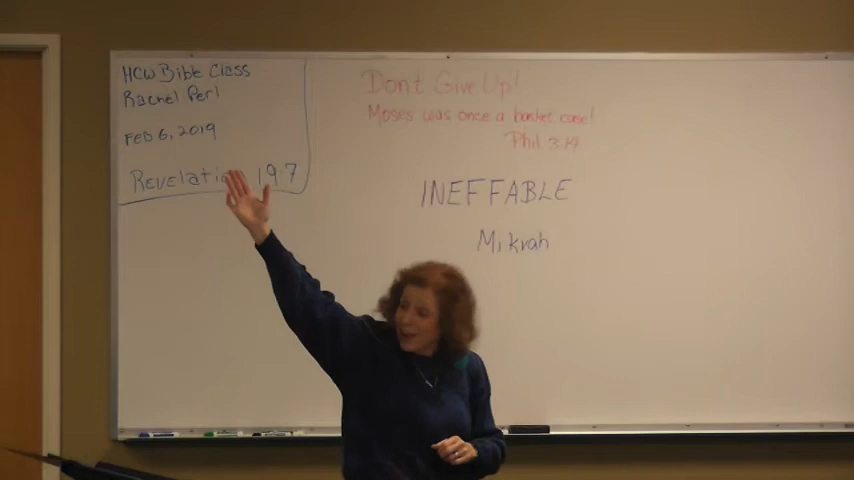 HCW Bible Class
Rachel Perl
FEB 6, 2019
Revelation 19:7
Don't Give Up!
Moses was once a basket case!
Phil 3:14
INEFFABLE
Mikrah